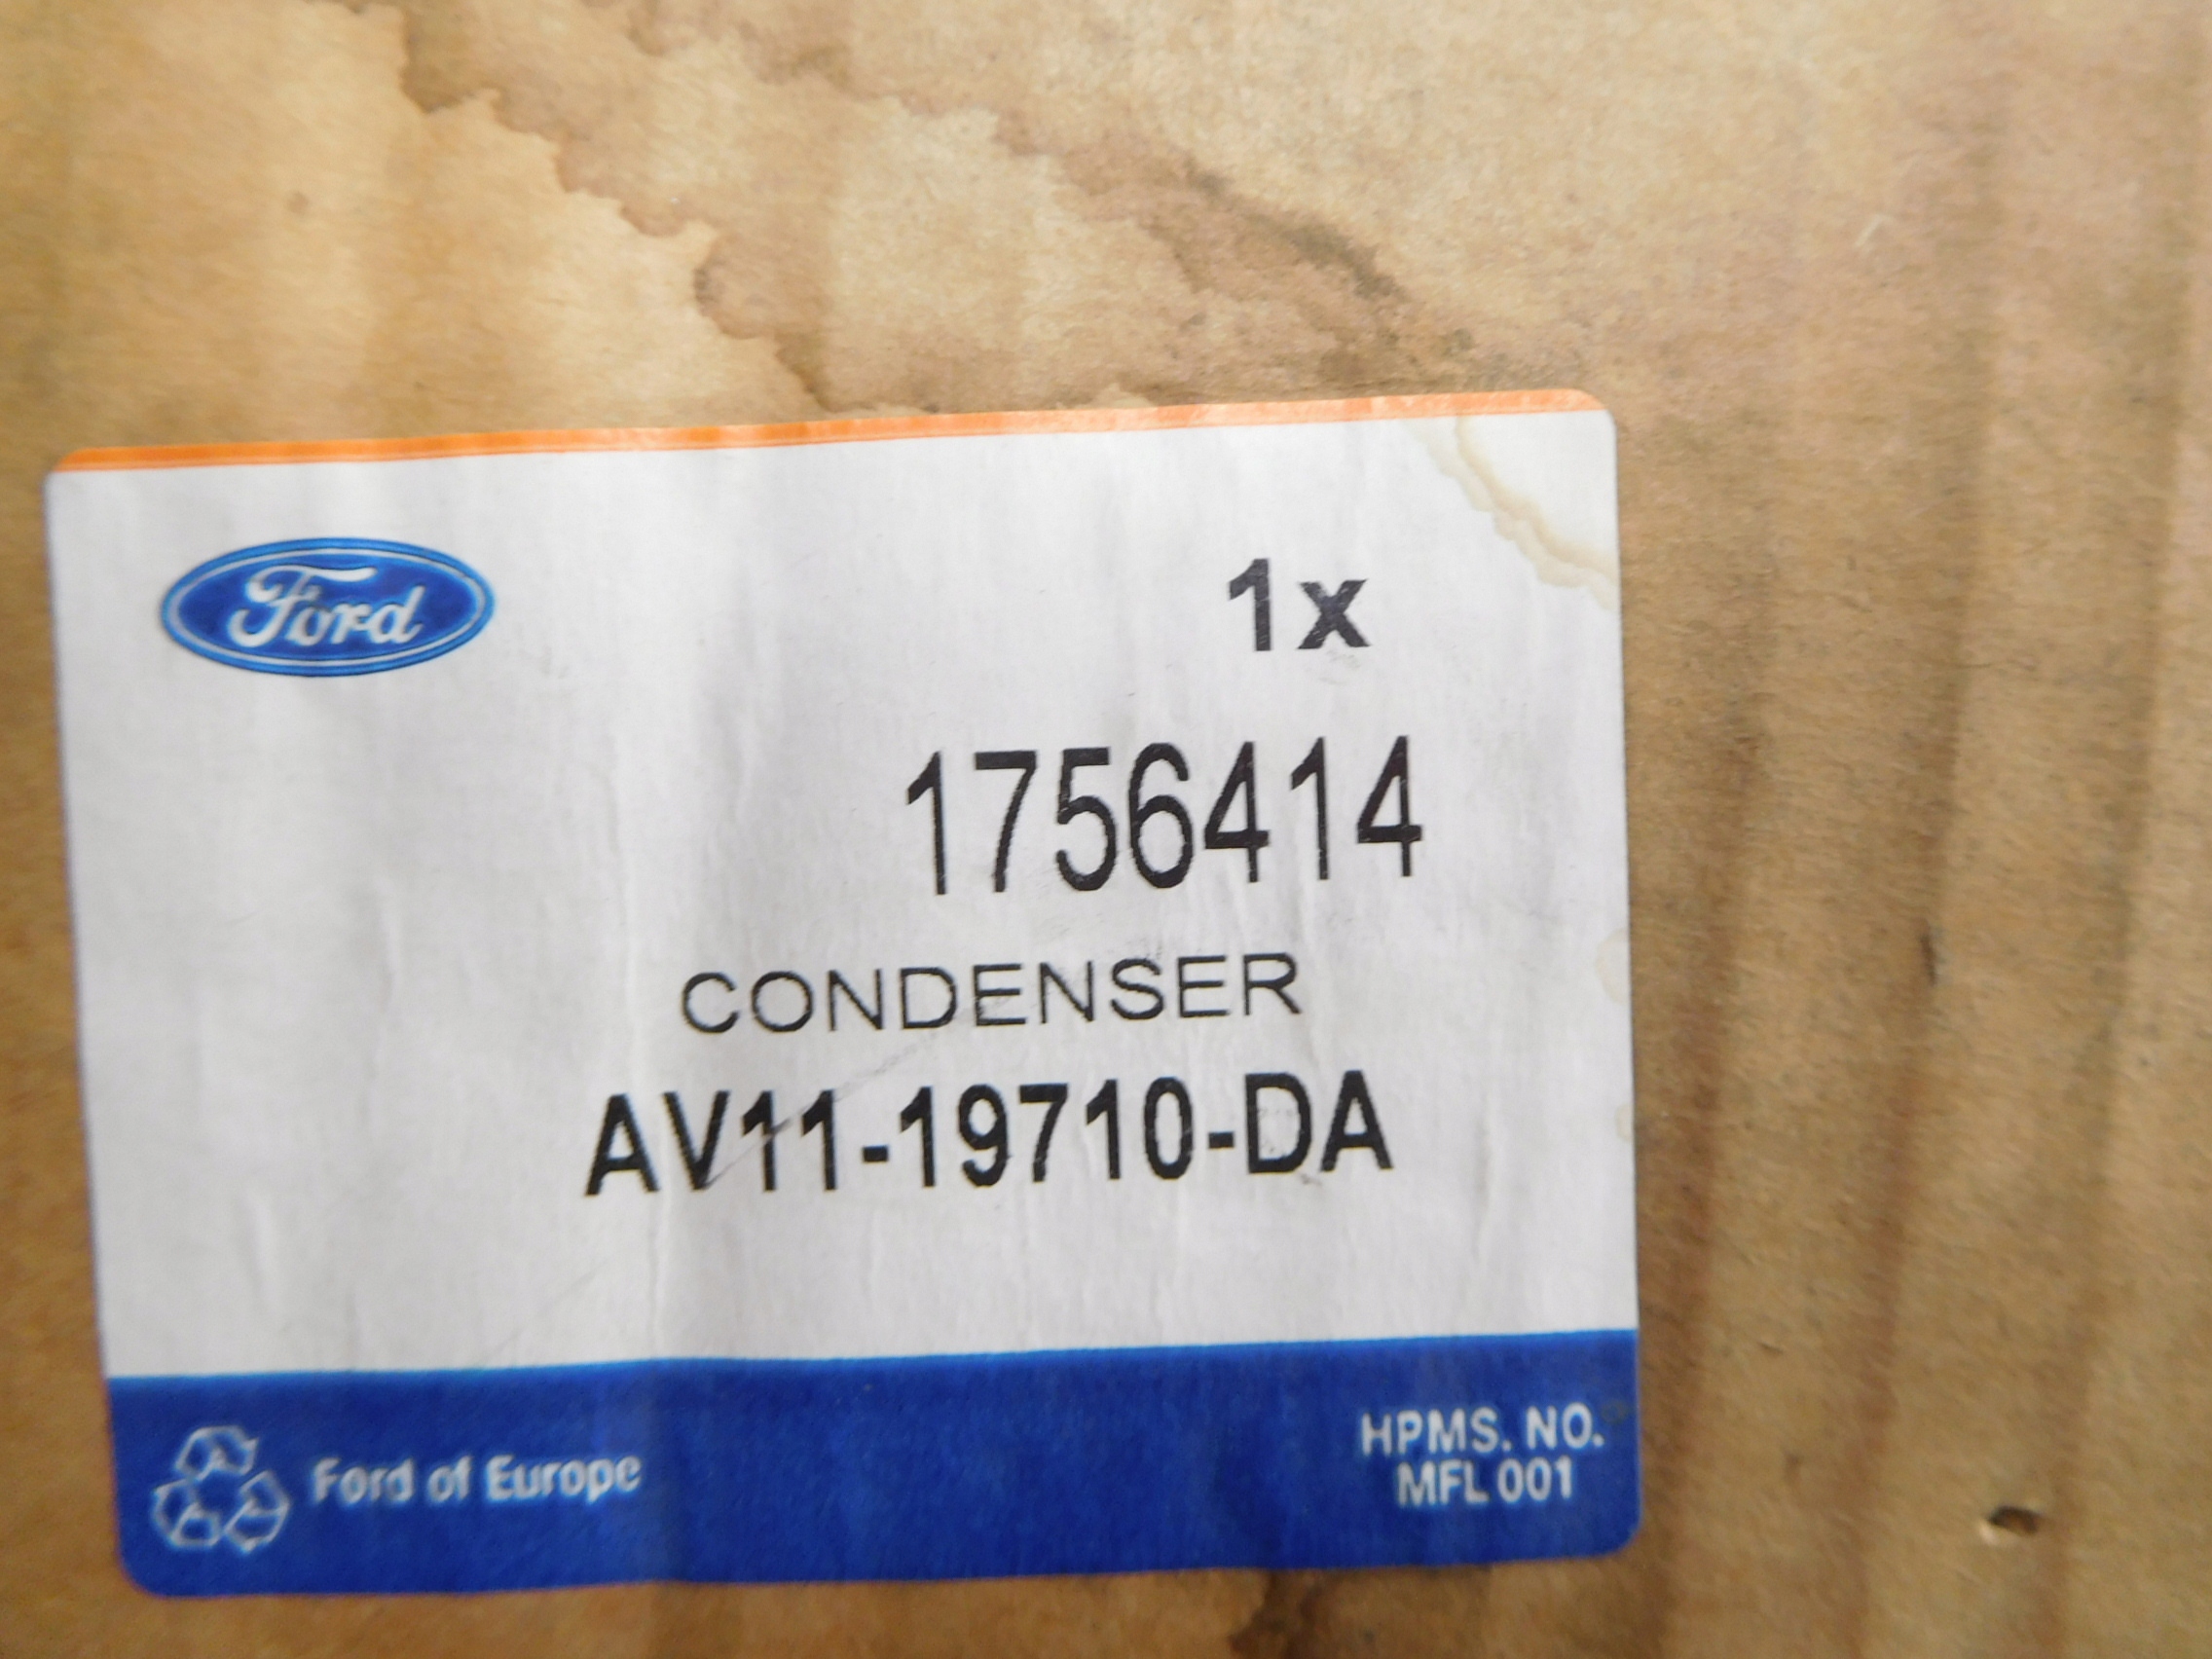 Ford
1x
1756414
CONDENSER
AV11-19710-DA
Ford of Europe
HPMS. NO.
MFL 001